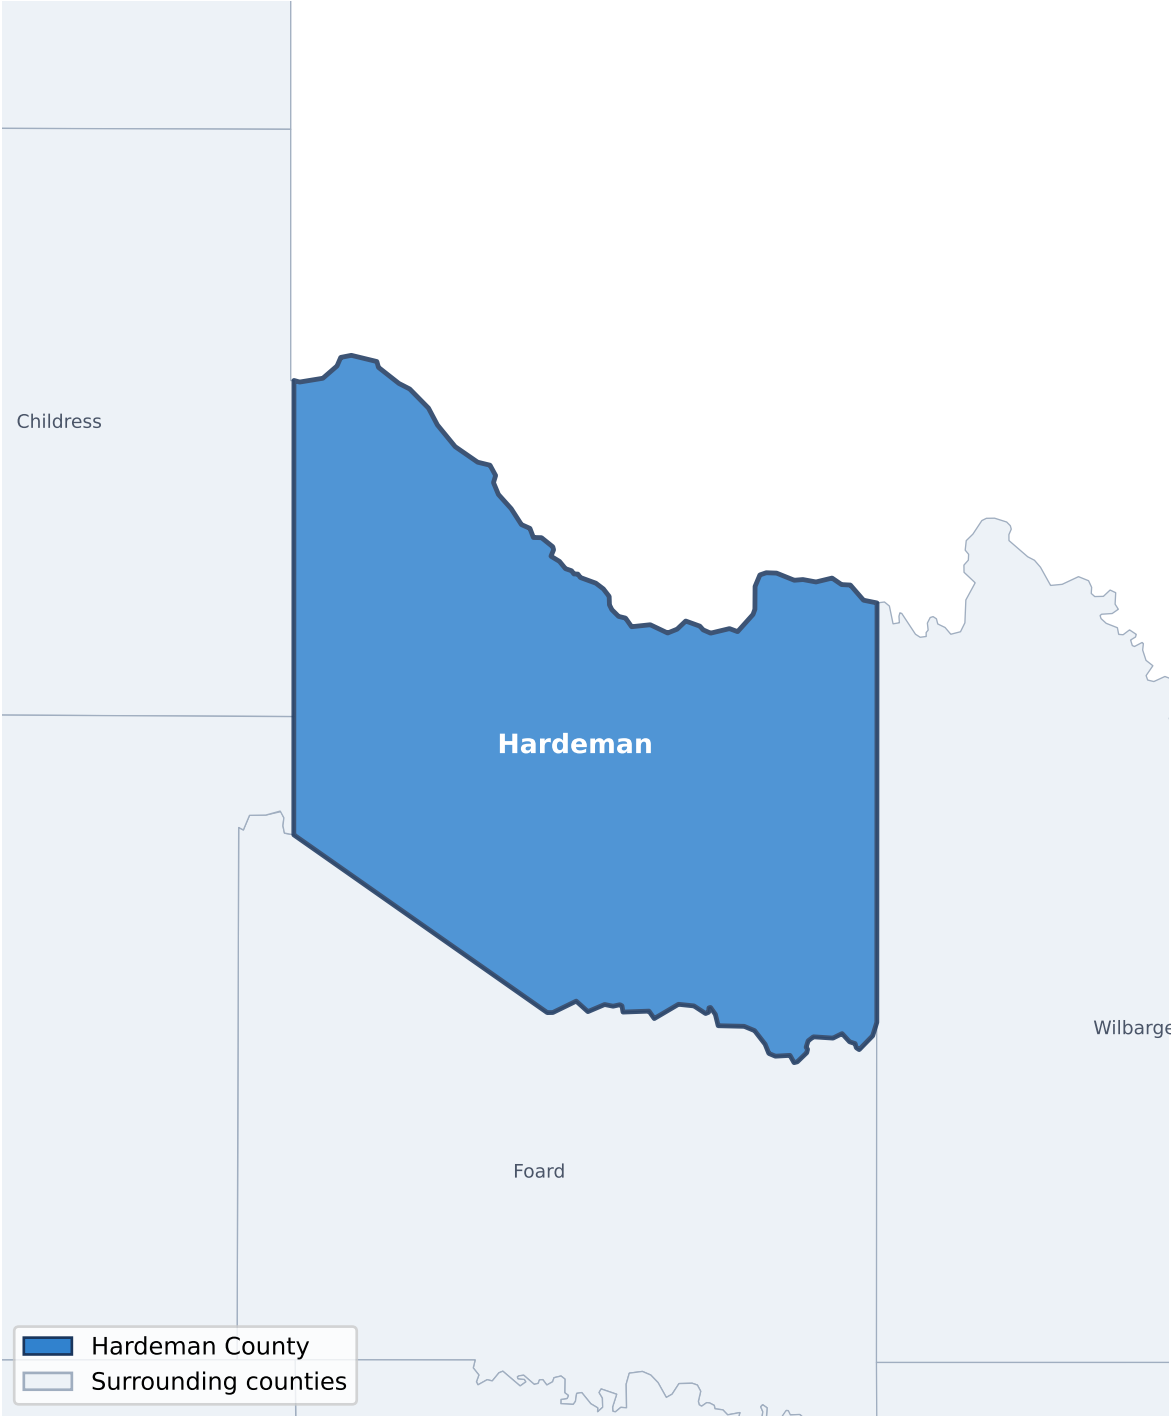 Childress
Hardeman
Wilbarge
Foard
Hardeman County
Surrounding counties